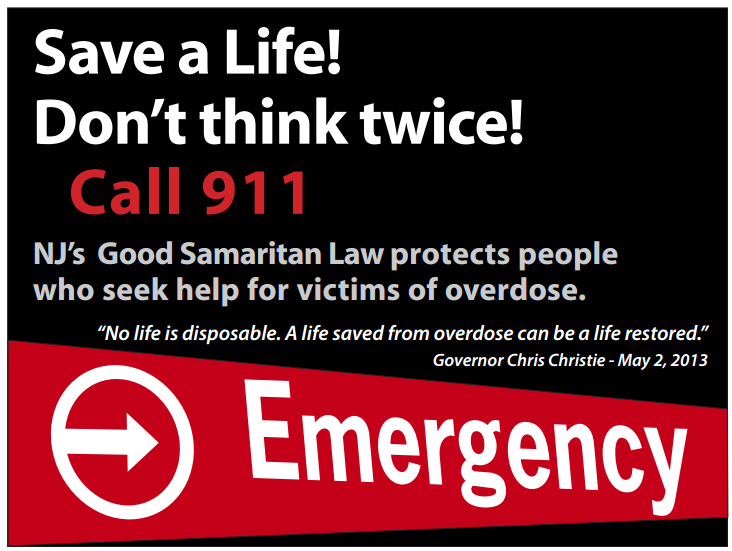 Save a Life!
Don't think twice!
Call 911
NJ's Good Samaritan Law protects people
who seek help for victims of overdose.
“No life is disposable. A life saved from overdose can be a life restored.”
Governor Chris Christie - May 2, 2013
Emergency